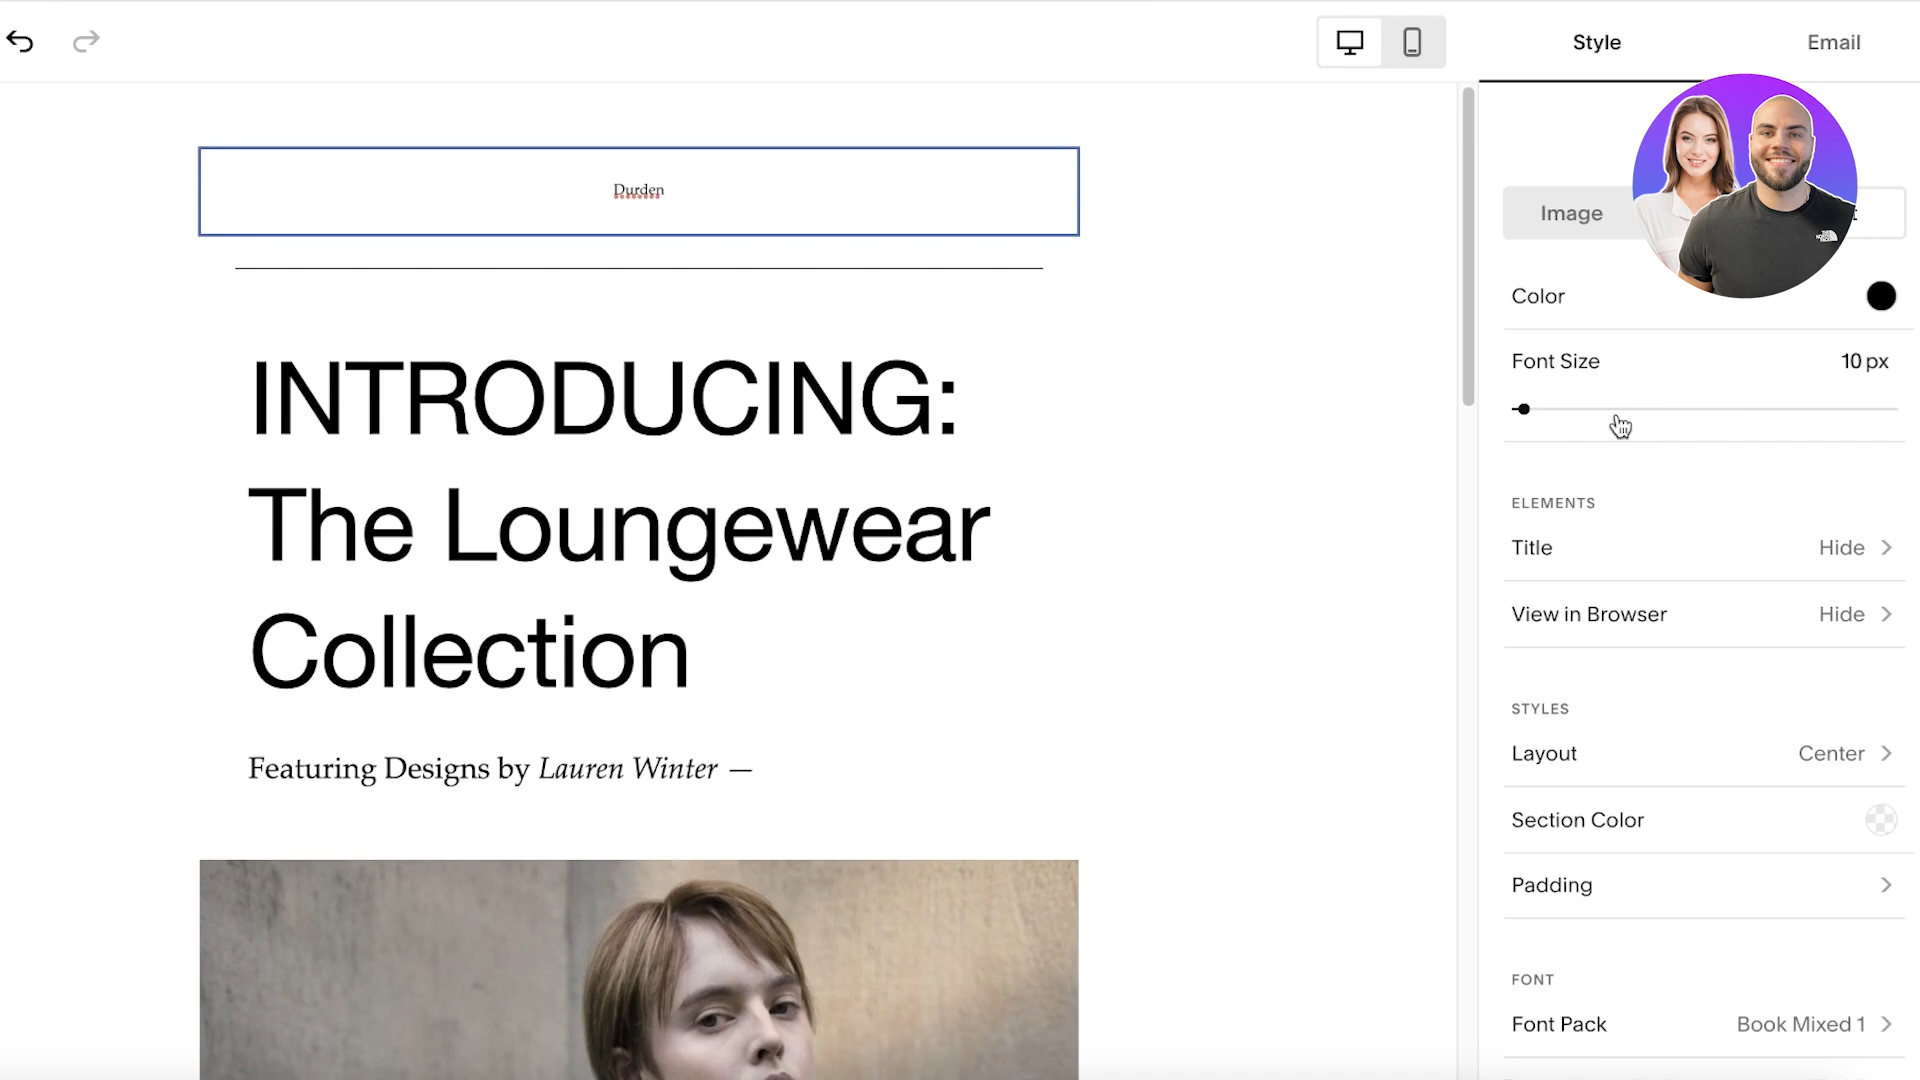 Style
Email
Durden
Image
Color
Font Size
10 px
INTRODUCING:
The Loungewear
Collection
Featuring Designs by Lauren Winter —
ELEMENTS
Title
Hide
View in Browser
Hide
STYLES
Layout
Center
Section Color
Padding
FONT
Font Pack
Book Mixed 1